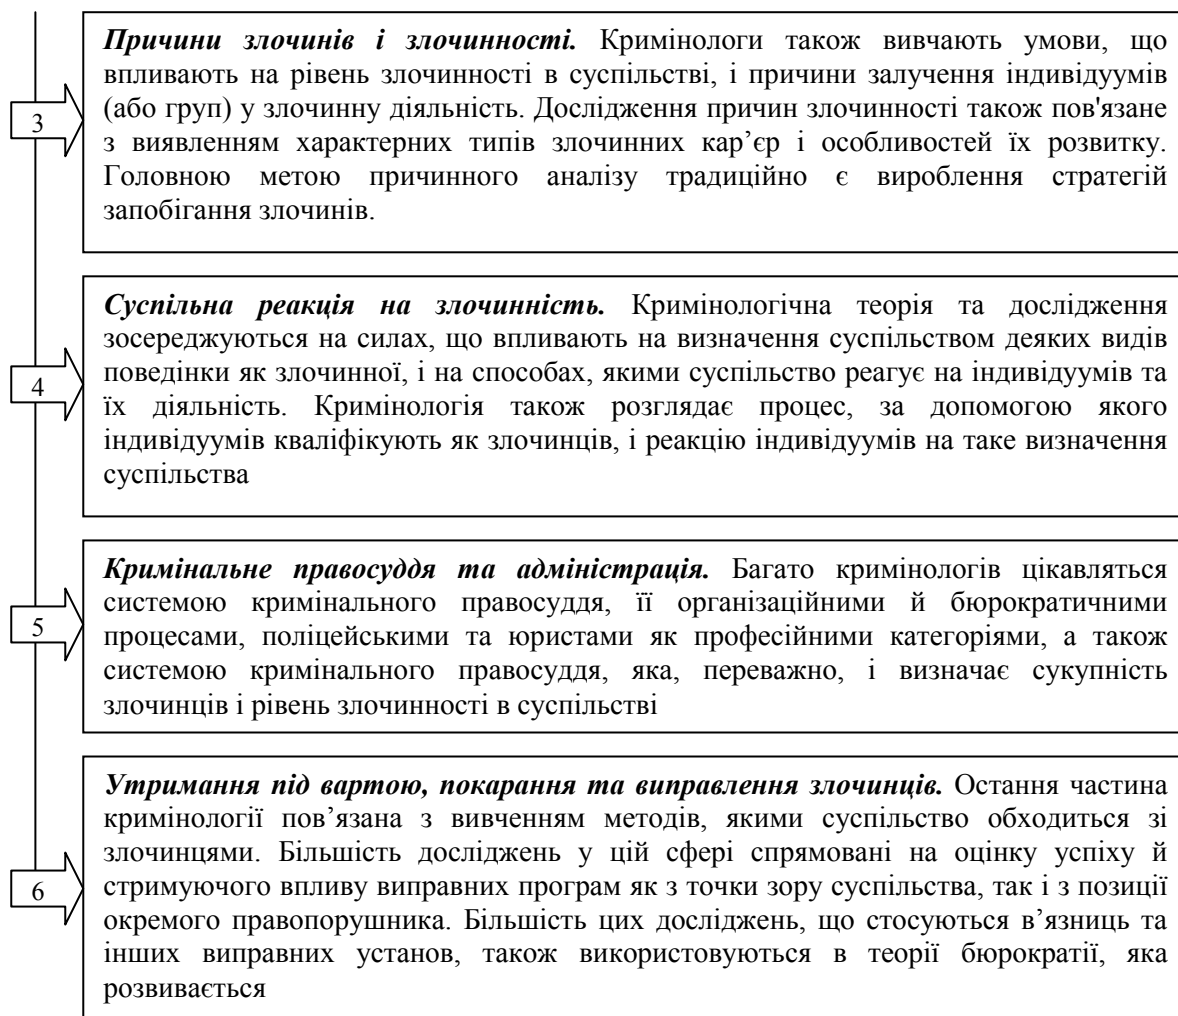 Причини злочинів і злочинності. Кримінологи також вивчають умови, що
впливають на рівень злочинності в суспільстві, і причини залучення індивідуумів
(або груп) у злочинну діяльність. Дослідження причин злочинності також пов'язане
3
з виявленням характерних типів злочинних кар’єр і особливостей їх розвитку.
Головною метою причинного аналізу традиційно є вироблення стратегій
запобігання злочинів.
Суспільна реакція на злочинність. Кримінологічна теорія та дослідження
зосереджуються на силах, що впливають на визначення суспільством деяких видів
поведінки як злочинної, і на способах, якими суспільство реагує на індивідуумів та
4
їх діяльність. Кримінологія також розглядає процес, за допомогою якого
індивідуумів кваліфікують як злочинців, і реакцію індивідуумів на таке визначення
суспільства
Кримінальне правосуддя та адміністрація. Багато кримінологів цікавляться
системою кримінального правосуддя, її організаційними й бюрократичними
5
процесами, поліцейськими та юристами як професійними категоріями, а також
системою кримінального правосуддя, яка, переважно, і визначає сукупність
злочинців і рівень злочинності в суспільстві
Утримання під вартою, покарання та виправлення злочинців. Остання частина
кримінології пов’язана з вивченням методів, якими суспільство обходиться зі
злочинцями. Більшість досліджень у цій сфері спрямовані на оцінку успіху й
6
стримуючого впливу виправних програм як з точки зору суспільства, так і з позиції
окремого правопорушника. Більшість цих досліджень, що стосуються в’язниць та
інших виправних установ, також використовуються в теорії бюрократії, яка
розвивається